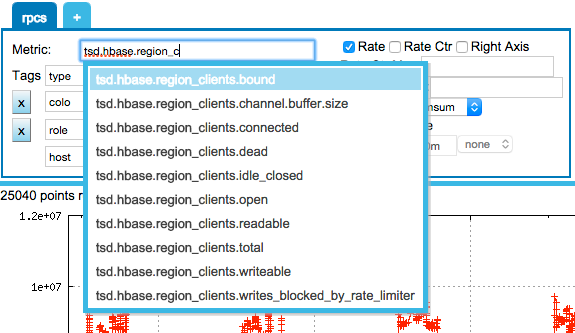 rpcs +
Metric: tsd.hbase.region_c Rate Rate Ctr Right Axis
Tags type
x colo msum
x role
host 0m none
tsd.hbase.region_clients.bound
tsd.hbase.region_clients.channel.buffer.size
tsd.hbase.region_clients.connected
tsd.hbase.region_clients.dead
tsd.hbase.region_clients.idle_closed
tsd.hbase.region_clients.open
tsd.hbase.region_clients.readable
tsd.hbase.region_clients.total
tsd.hbase.region_clients.writeable
tsd.hbase.region_clients.writes_blocked_by_rate_limiter
25040 points r
1.2e+07
1e+07